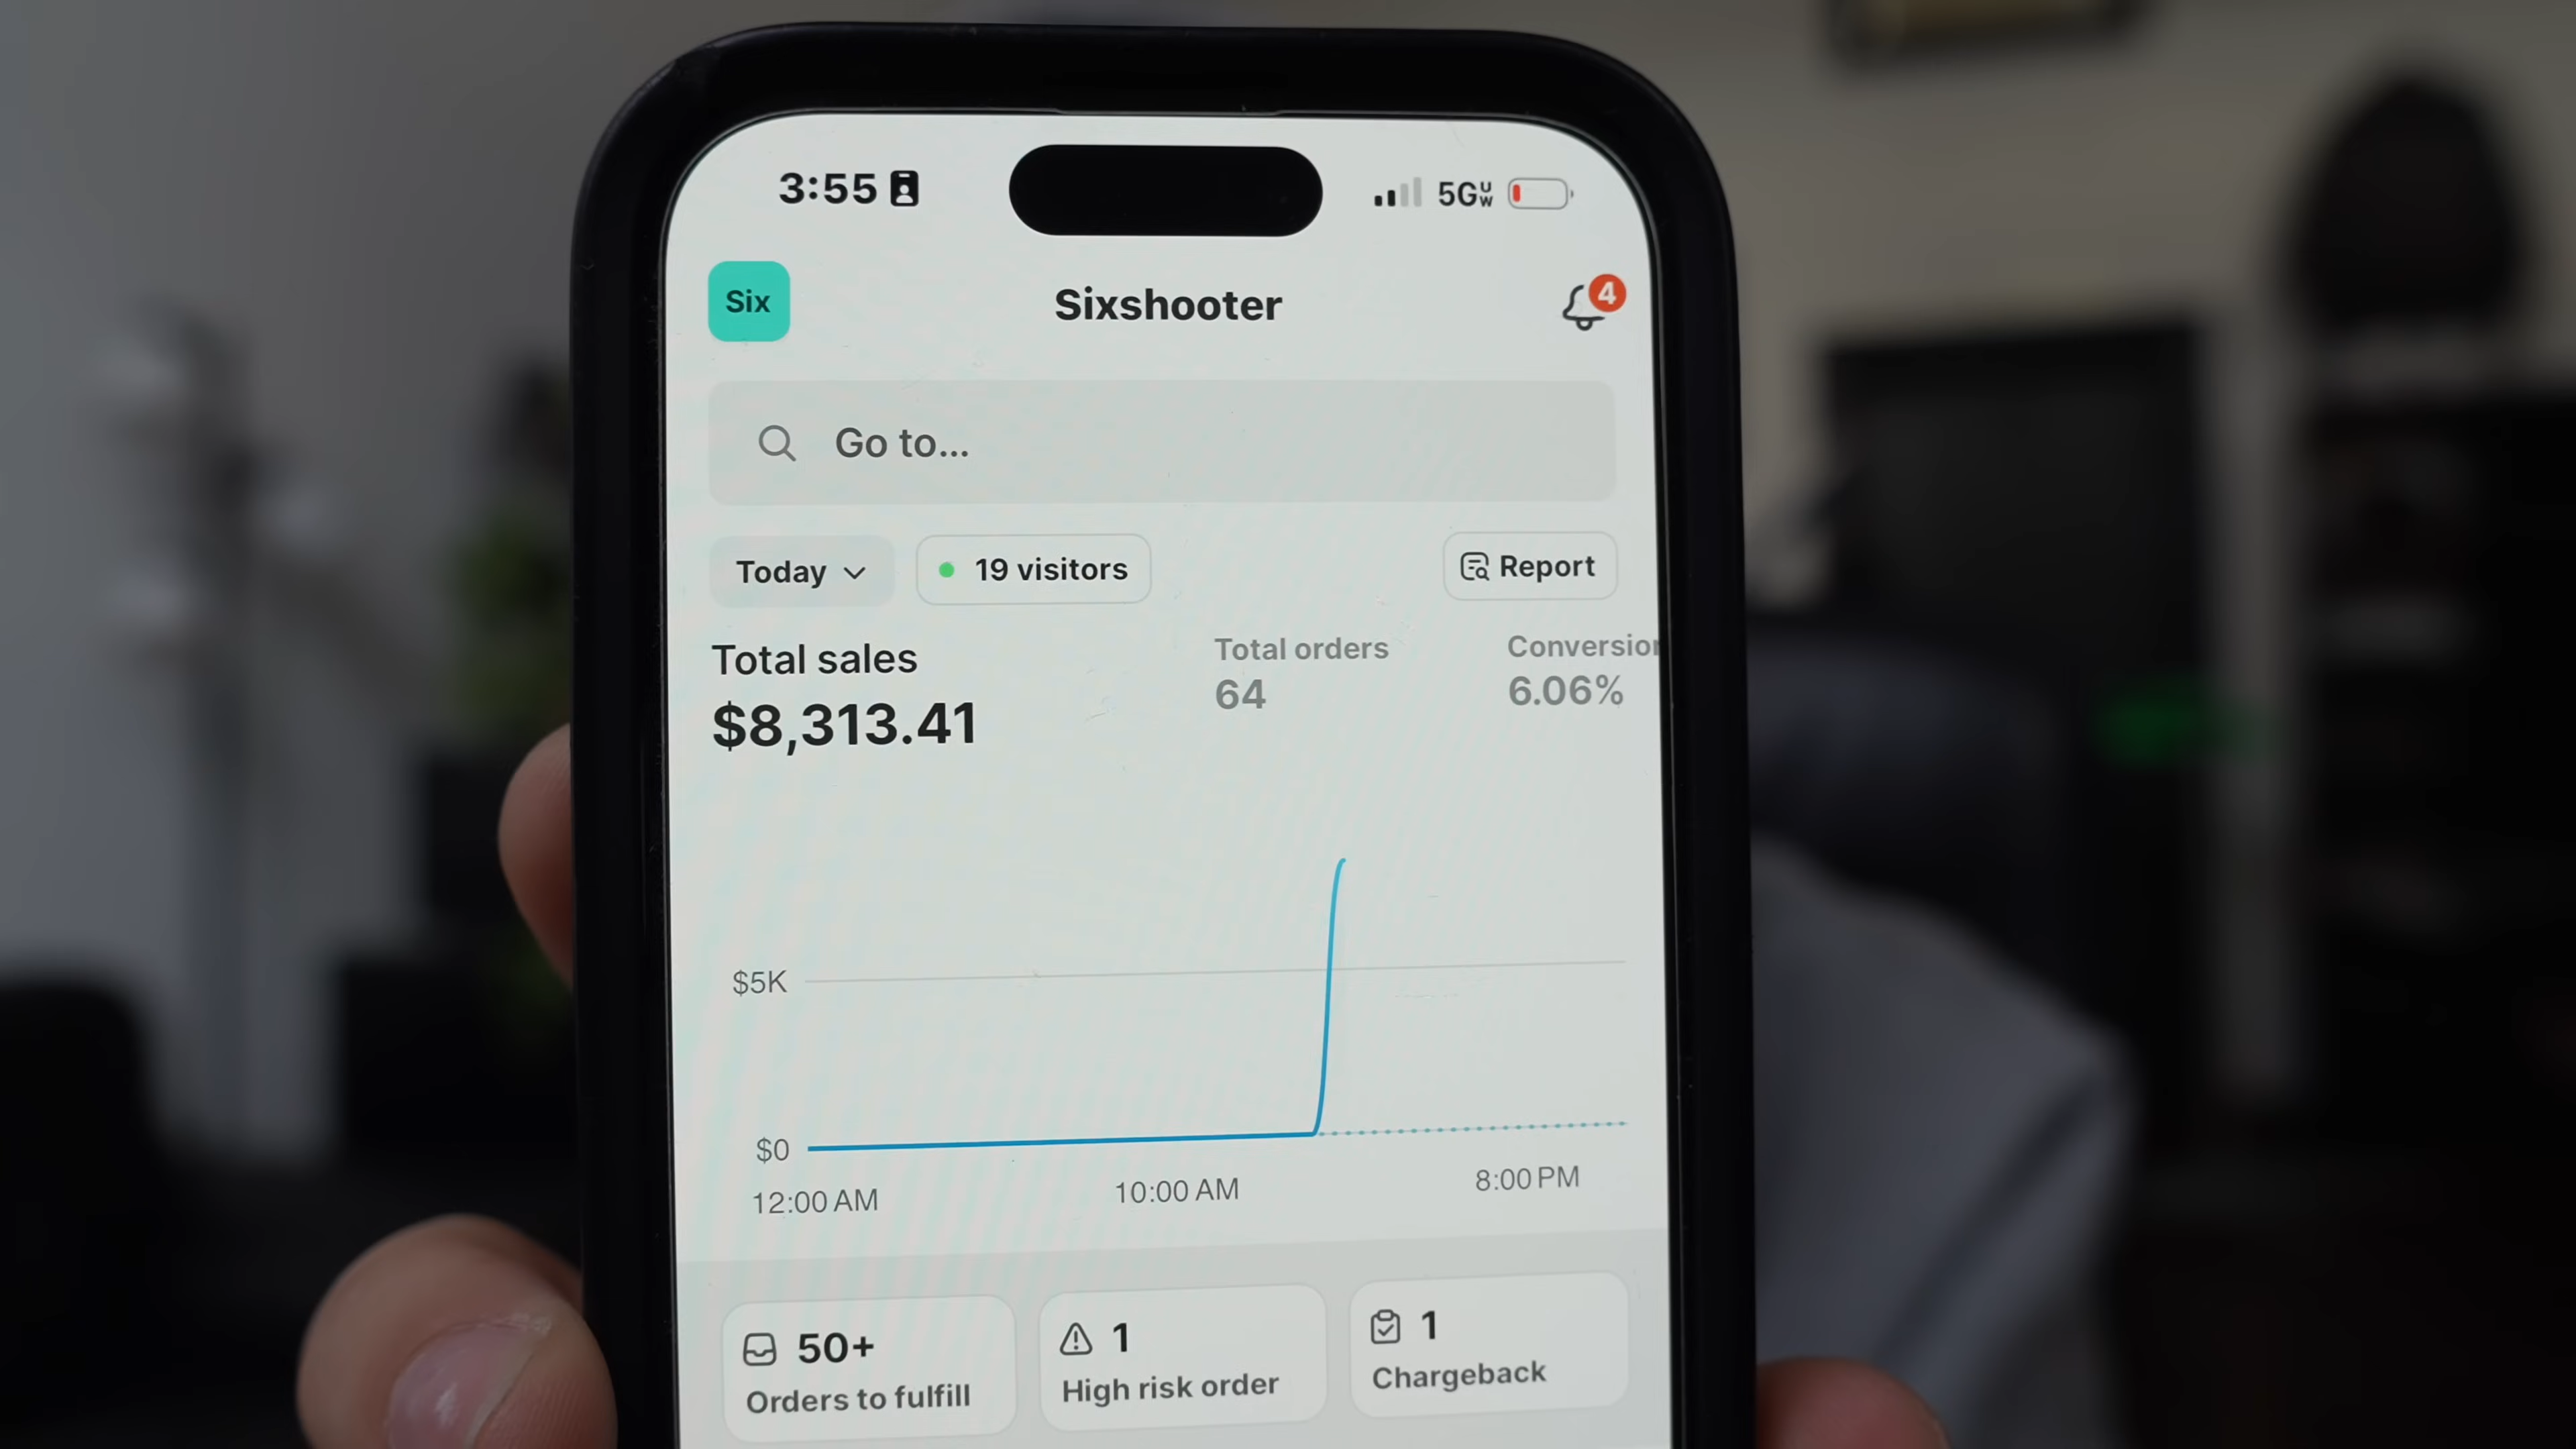 3:55 5GUW
Six Sixshooter 4
Go to...
Today 19 visitors Report
Total sales Total orders Conversion
$8,313.41 64 6.06%
$5K
$0
12:00 AM 10:00 AM 8:00 PM
50+ 1 1
Orders to fulfill High risk order Chargeback